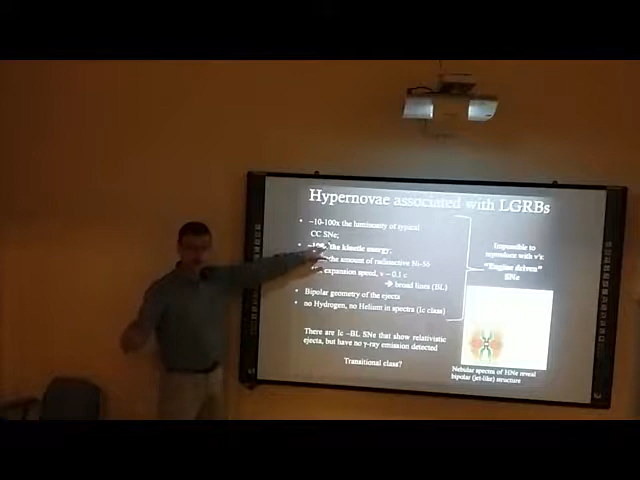 Hypernovae associated with LGRBs
• ~10-100x the luminosity of typical
CC SNe;
the kinetic energy;
the amount of radioactive Ni-56
expansion speed, v ~ 0.1 c
→ broad lines (BL)
• Bipolar geometry of the ejecta
• no Hydrogen, no Helium in spectra (Ic class)
There are Ic –BL SNe that show relativistic
ejecta, but have no γ-ray emission detected
Transitional class?
Impossible to
reproduce with ν's:
"Engine driven"
SNe
Nebular spectra of HNe reveal
bipolar (jet-like) structure